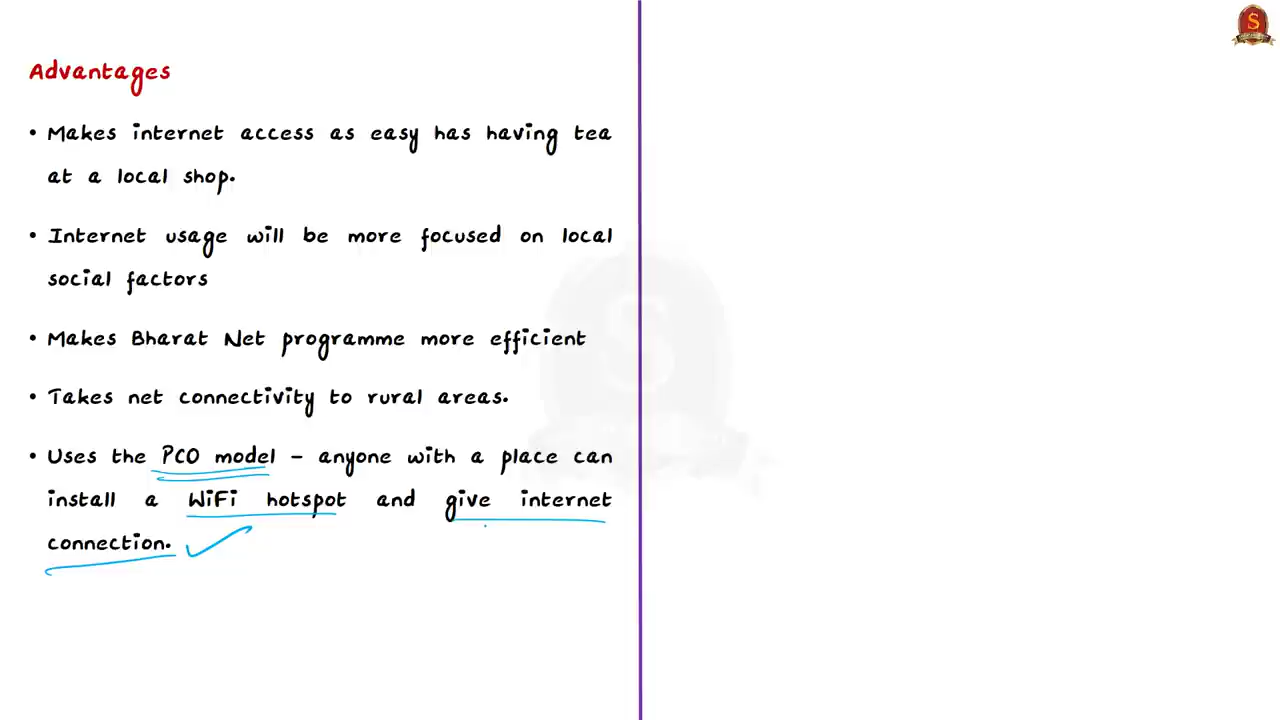 Advantages
• Makes internet access as easy has having tea
at a local shop.
• Internet usage will be more focused on local
social factors
• Makes Bharat Net programme more efficient
• Takes net connectivity to rural areas.
• Uses the PCO model – anyone with a place can
install a WiFi hotspot and give internet
connection.
S
S